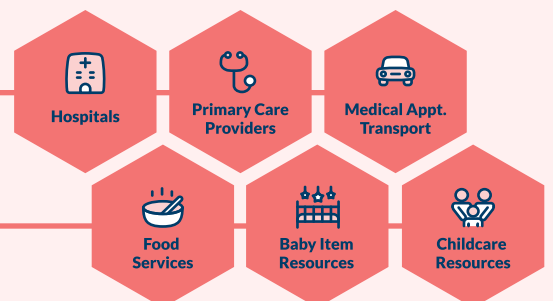 Hospitals
Primary Care
Providers
Medical Appt.
Transport
Food
Services
Baby Item
Resources
Childcare
Resources